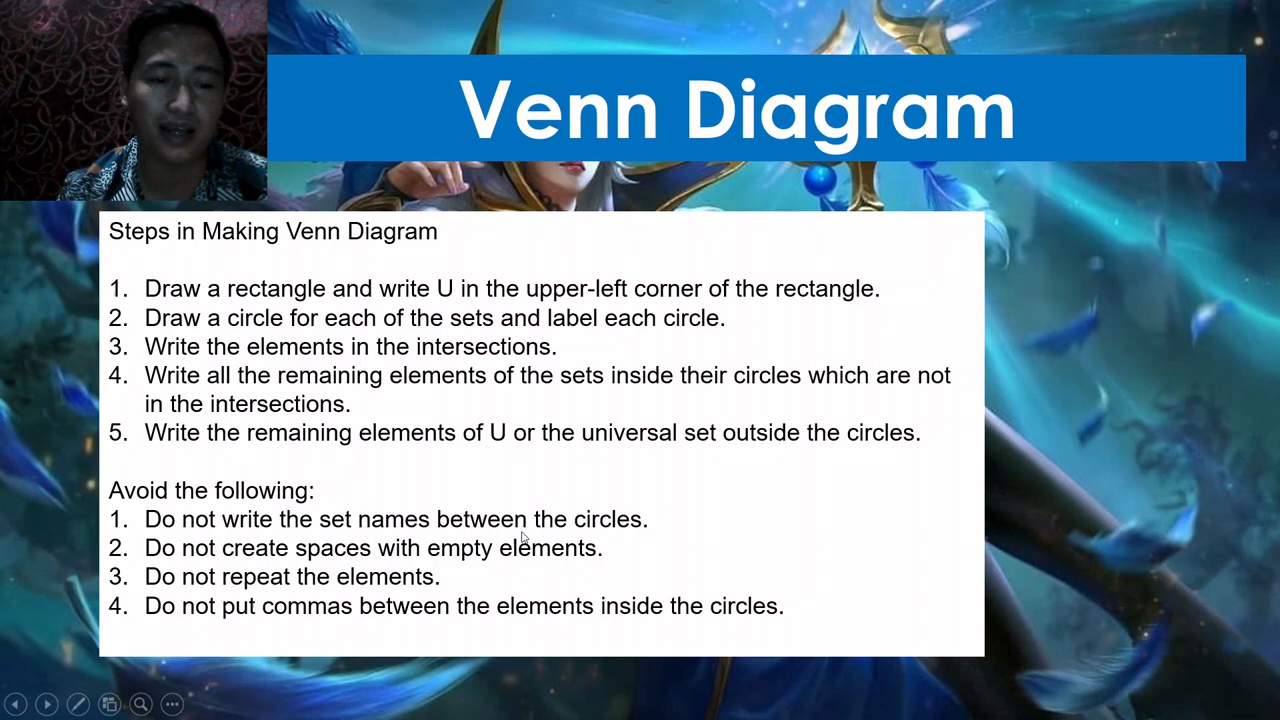 Venn Diagram
Steps in Making Venn Diagram
1. Draw a rectangle and write U in the upper-left corner of the rectangle.
2. Draw a circle for each of the sets and label each circle.
3. Write the elements in the intersections.
4. Write all the remaining elements of the sets inside their circles which are not
in the intersections.
5. Write the remaining elements of U or the universal set outside the circles.
Avoid the following:
1. Do not write the set names between the circles.
2. Do not create spaces with empty elements.
3. Do not repeat the elements.
4. Do not put commas between the elements inside the circles.